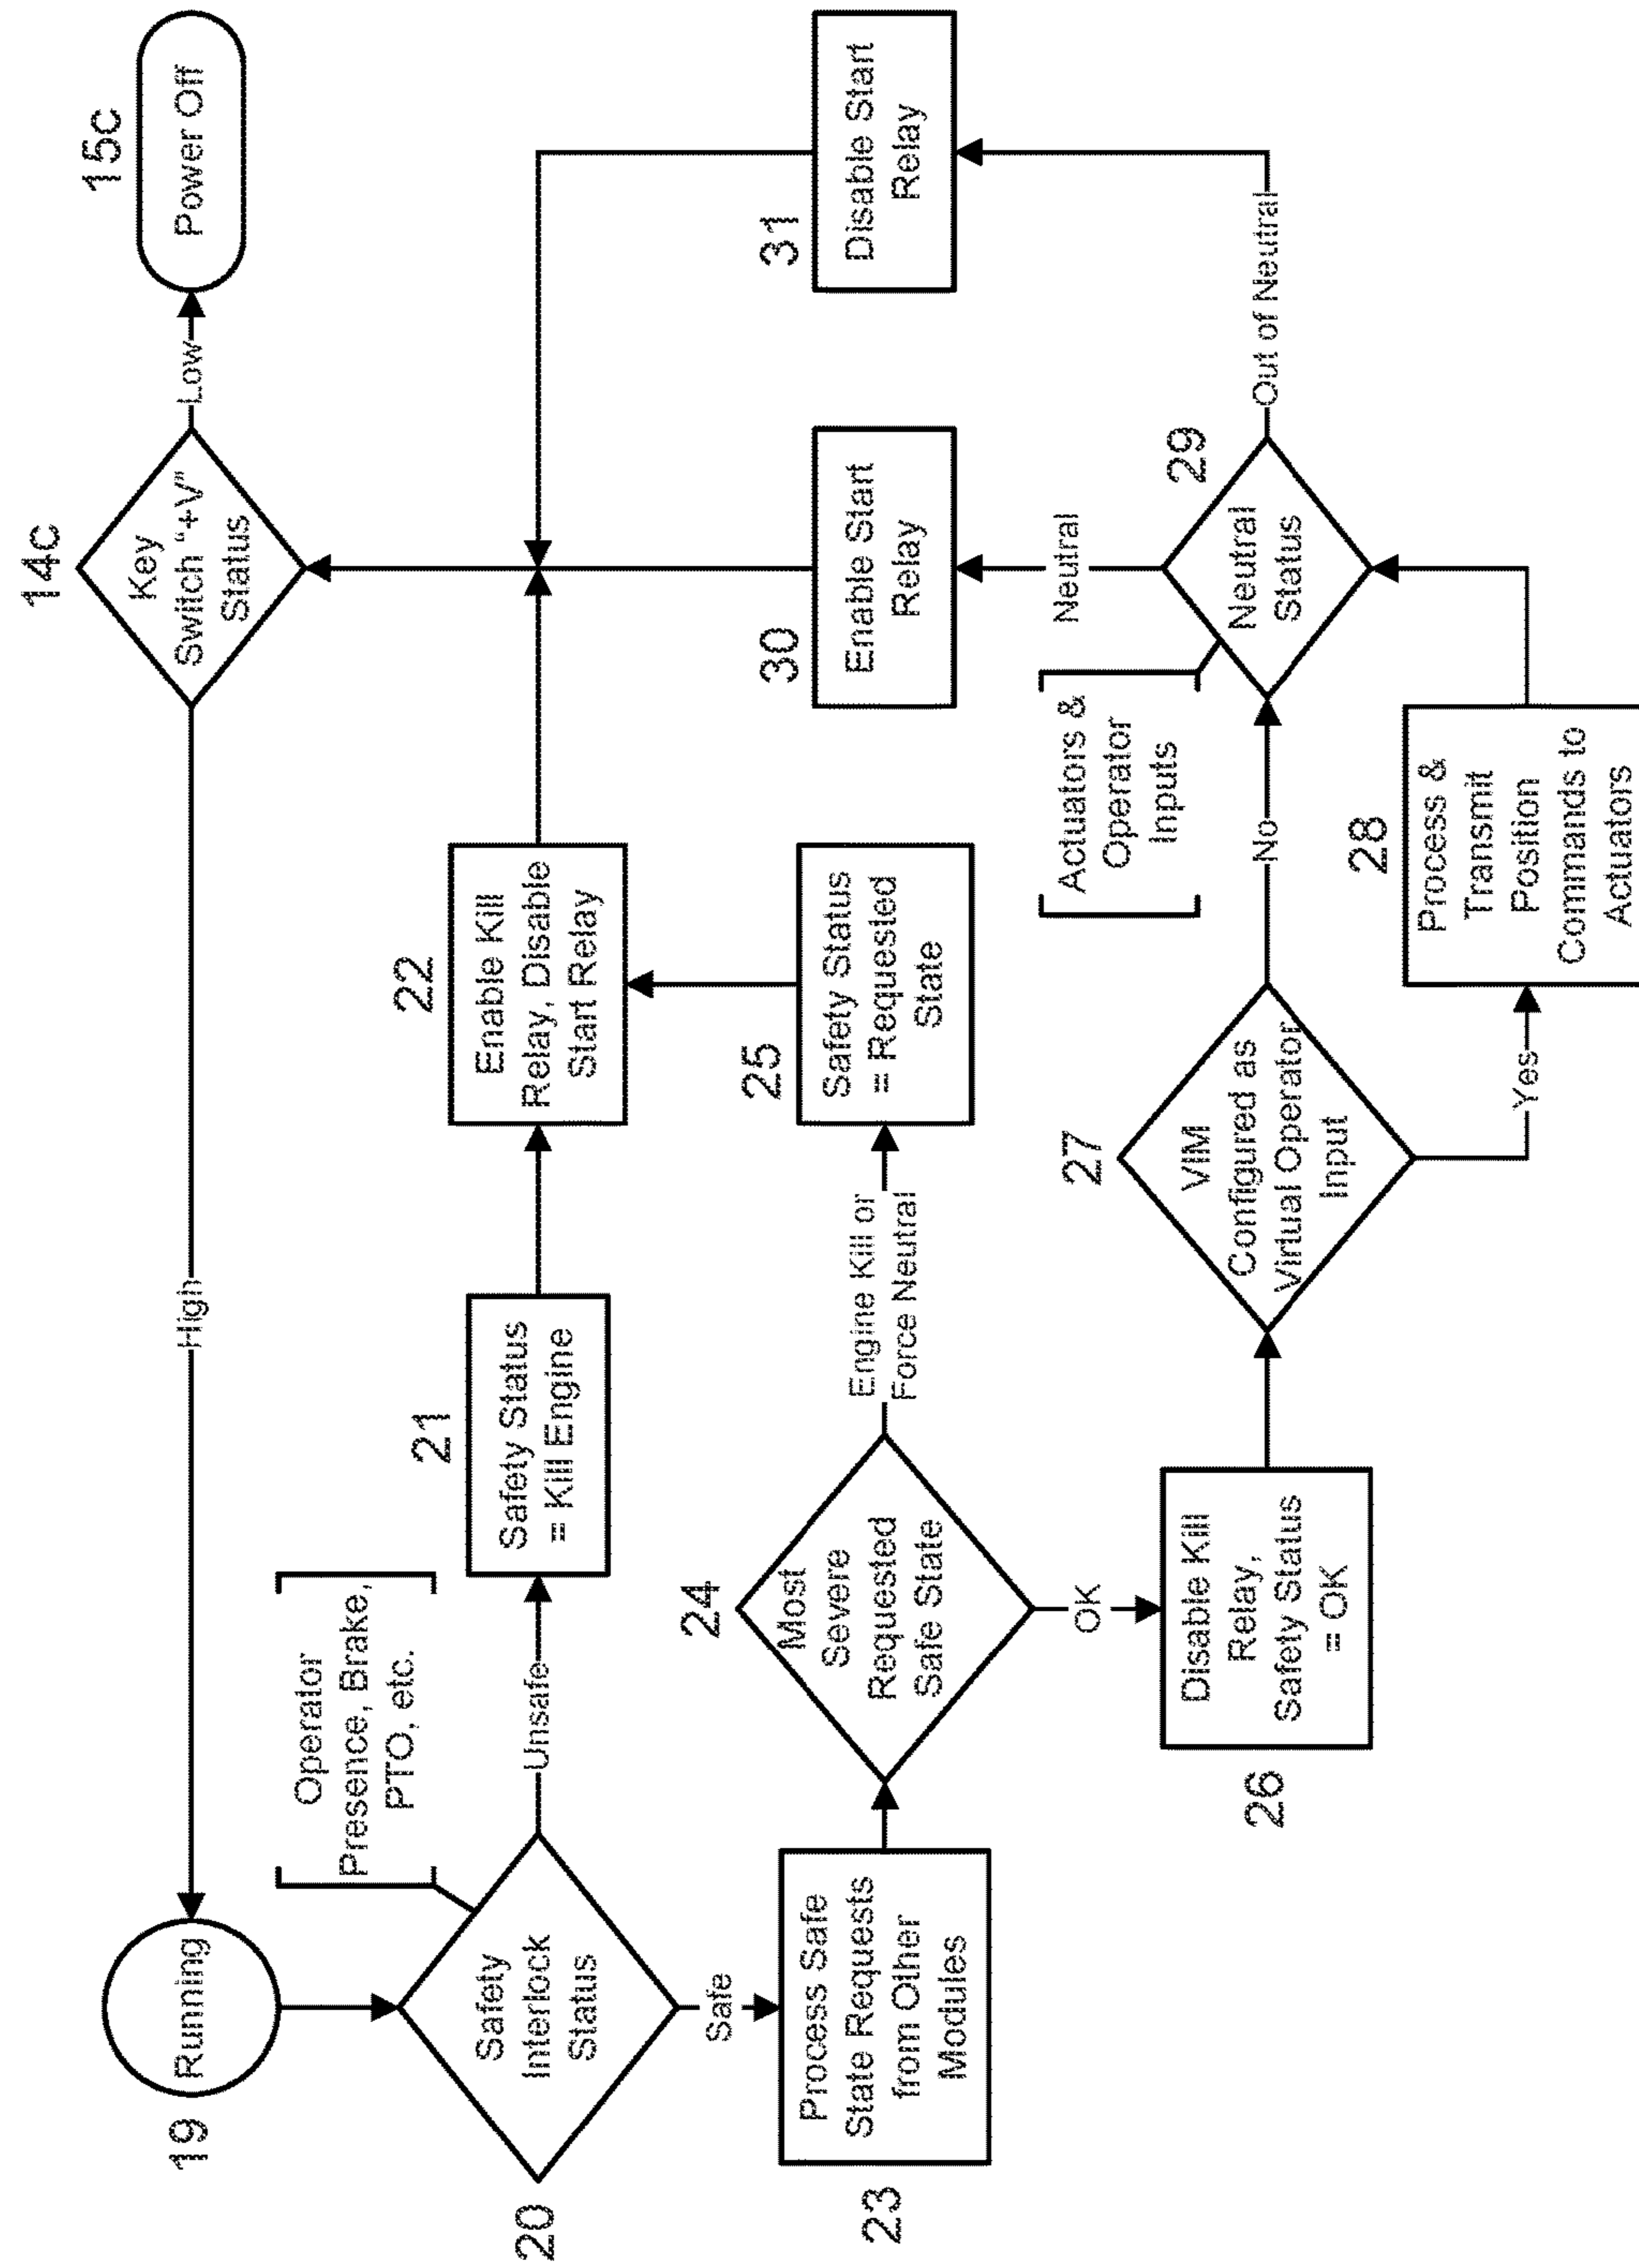 19
Running
High
14c
Key
Switch "+V"
Status
Low
15c
Power Off
20
Safety
Interlock
Status
Operator
Presence, Brake,
PTO, etc.
Unsafe
21
Safety Status
= Kill Engine
22
Enable Kill
Relay, Disable
Start Relay
Safe
23
Process Safe
State Requests
from Other
Modules
24
Most
Severe
Requested
Safe State
Engine Kill or
Force Neutral
25
Safety Status
= Requested
State
OK
26
Disable Kill
Relay,
Safety Status
= OK
27
VIM
Configured as
Virtual Operator
Input
No
Yes
28
Process &
Transmit
Position
Commands to
Actuators
Actuators &
Operator
Inputs
29
Neutral
Status
Neutral
30
Enable Start
Relay
Out of Neutral
31
Disable Start
Relay